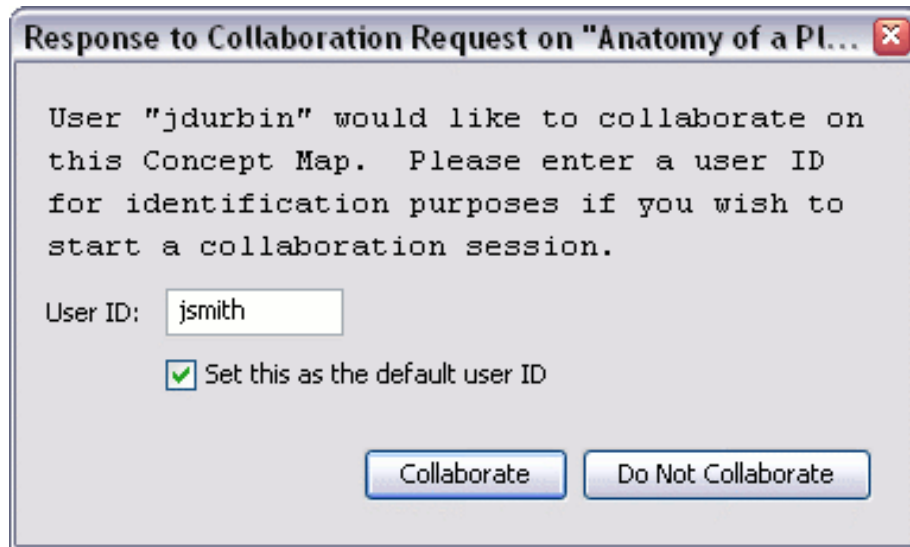 Response to Collaboration Request on "Anatomy of a Pl...
User "jdurbin" would like to collaborate on
this Concept Map.  Please enter a user ID
for identification purposes if you wish to
start a collaboration session.
User ID: jsmith
Set this as the default user ID
Collaborate Do Not Collaborate